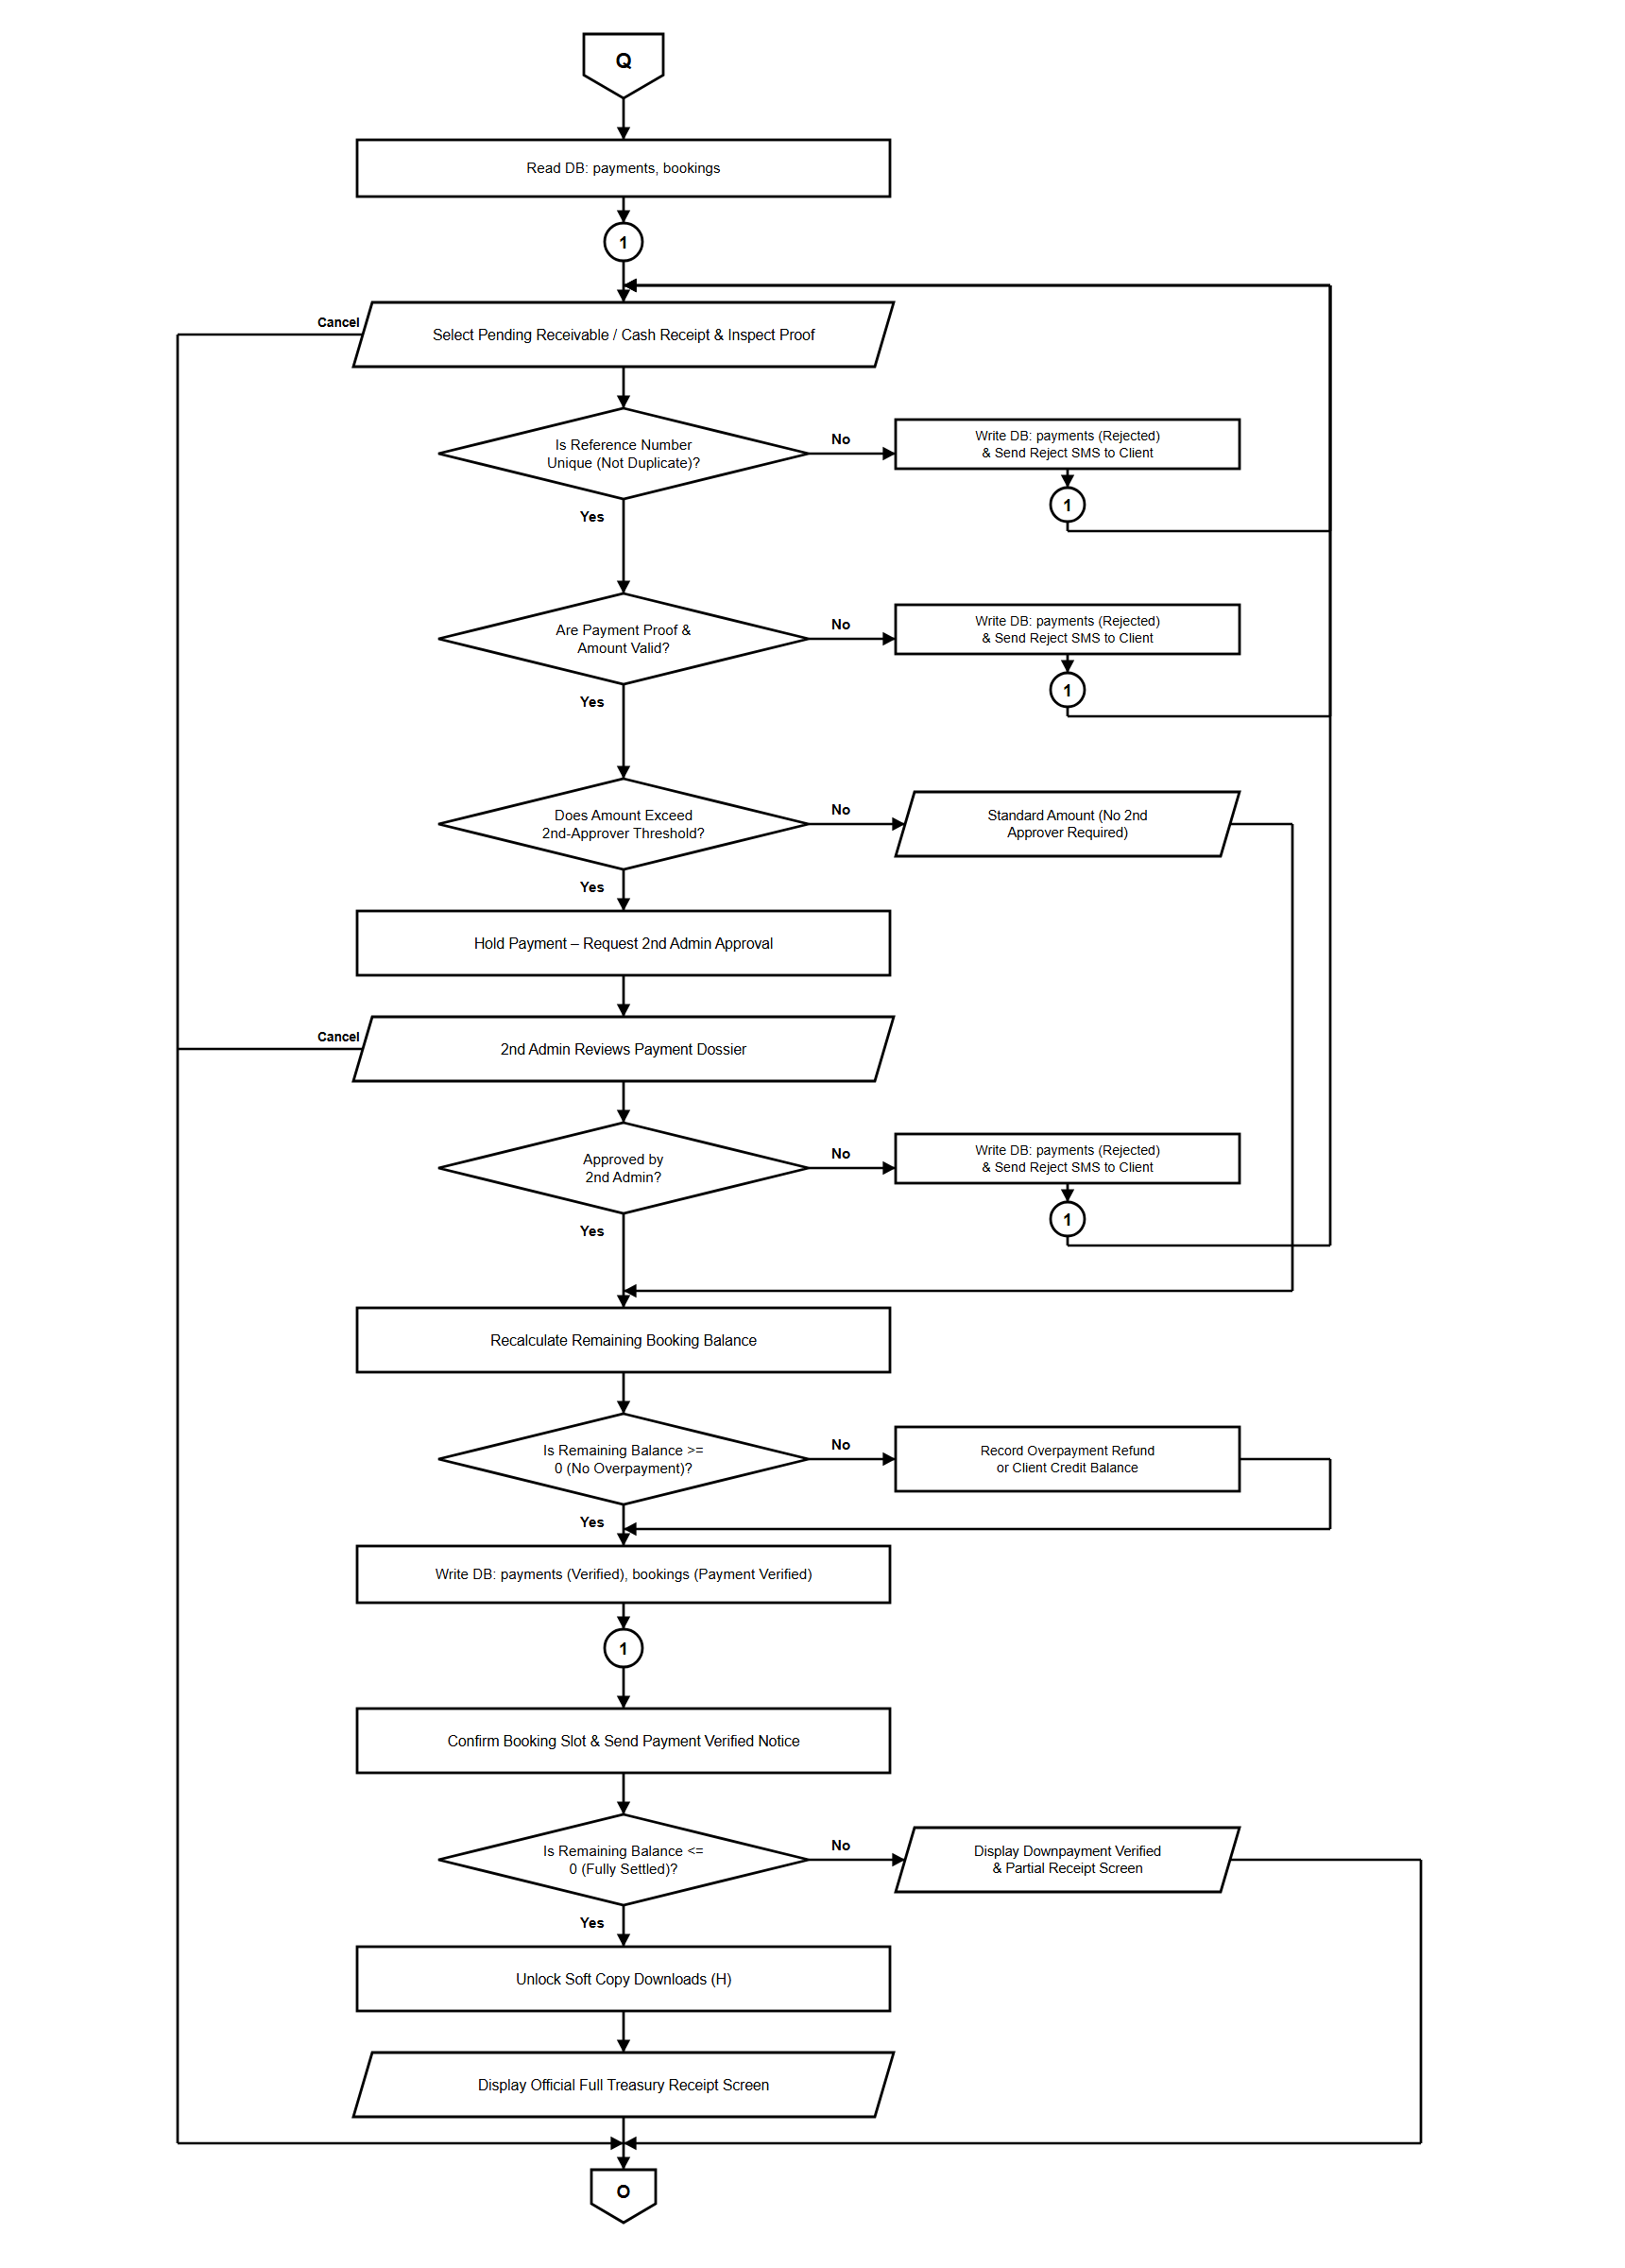 Q
Read DB: payments, bookings
1
Cancel
Select Pending Receivable / Cash Receipt & Inspect Proof
Is Reference Number
Unique (Not Duplicate)?
No
Write DB: payments (Rejected)
& Send Reject SMS to Client
1
Yes
Are Payment Proof &
Amount Valid?
No
Write DB: payments (Rejected)
& Send Reject SMS to Client
1
Yes
Does Amount Exceed
2nd-Approver Threshold?
No
Standard Amount (No 2nd
Approver Required)
Yes
Hold Payment – Request 2nd Admin Approval
Cancel
2nd Admin Reviews Payment Dossier
Approved by
2nd Admin?
No
Write DB: payments (Rejected)
& Send Reject SMS to Client
1
Yes
Recalculate Remaining Booking Balance
Is Remaining Balance >=
0 (No Overpayment)?
No
Record Overpayment Refund
or Client Credit Balance
Yes
Write DB: payments (Verified), bookings (Payment Verified)
1
Confirm Booking Slot & Send Payment Verified Notice
Is Remaining Balance <=
0 (Fully Settled)?
No
Display Downpayment Verified
& Partial Receipt Screen
Yes
Unlock Soft Copy Downloads (H)
Display Official Full Treasury Receipt Screen
O